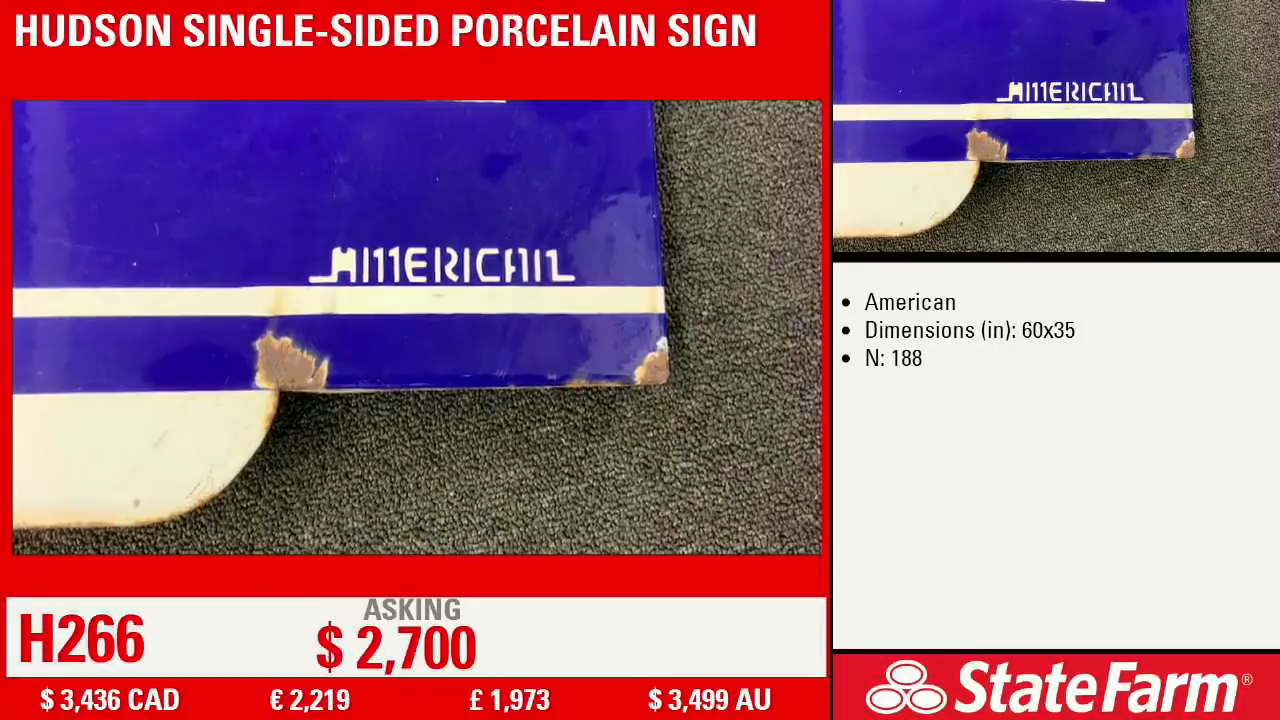 HUDSON SINGLE-SIDED PORCELAIN SIGN
AMERICAN
AMERICAN
• American
• Dimensions (in): 60x35
• N: 188
H266
ASKING
$ 2,700
$ 3,436 CAD
€ 2,219
£ 1,973
$ 3,499 AU
StateFarm®